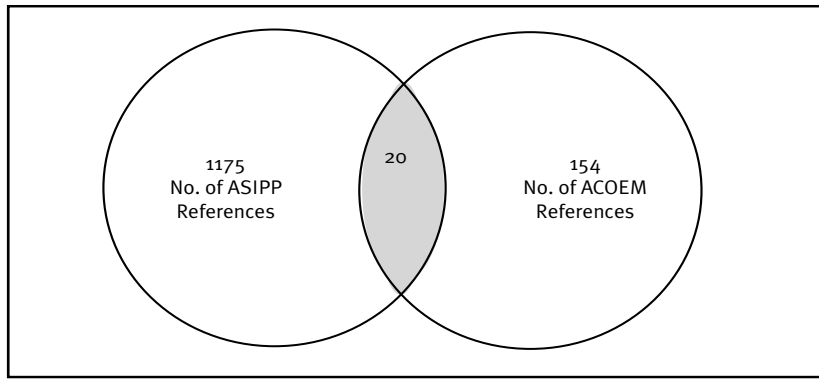 1175
No. of ASIPP
References
20
154
No. of ACOEM
References